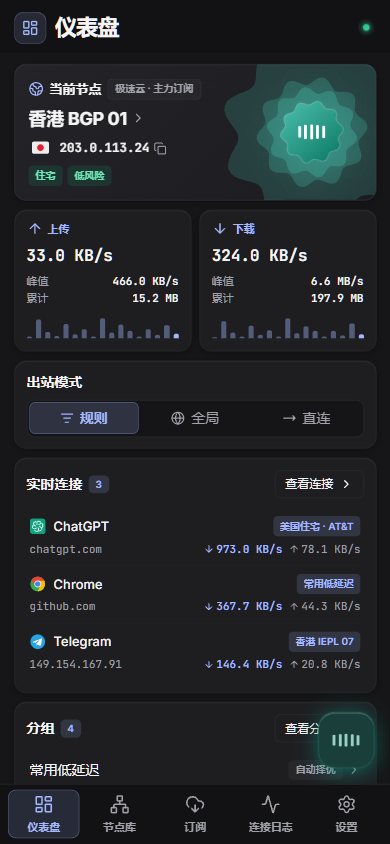 仪表盘
当前节点 极速云 · 主力订阅
香港 BGP 01
203.0.113.24
住宅 低风险
上传
33.0 KB/s
峰值 466.0 KB/s
累计 15.2 MB
下载
324.0 KB/s
峰值 6.6 MB/s
累计 197.9 MB
出站模式
规则 全局 直连
实时连接 3 查看连接
ChatGPT 美国住宅 · AT&T
chatgpt.com ↓ 973.0 KB/s ↑ 78.1 KB/s
Chrome 常用低延迟
github.com ↓ 367.7 KB/s ↑ 44.3 KB/s
Telegram 香港 IEPL 07
149.154.167.91 ↓ 146.4 KB/s ↑ 20.8 KB/s
分组 4 查看分
常用低延迟 自动择优
仪表盘 节点库 订阅 连接日志 设置